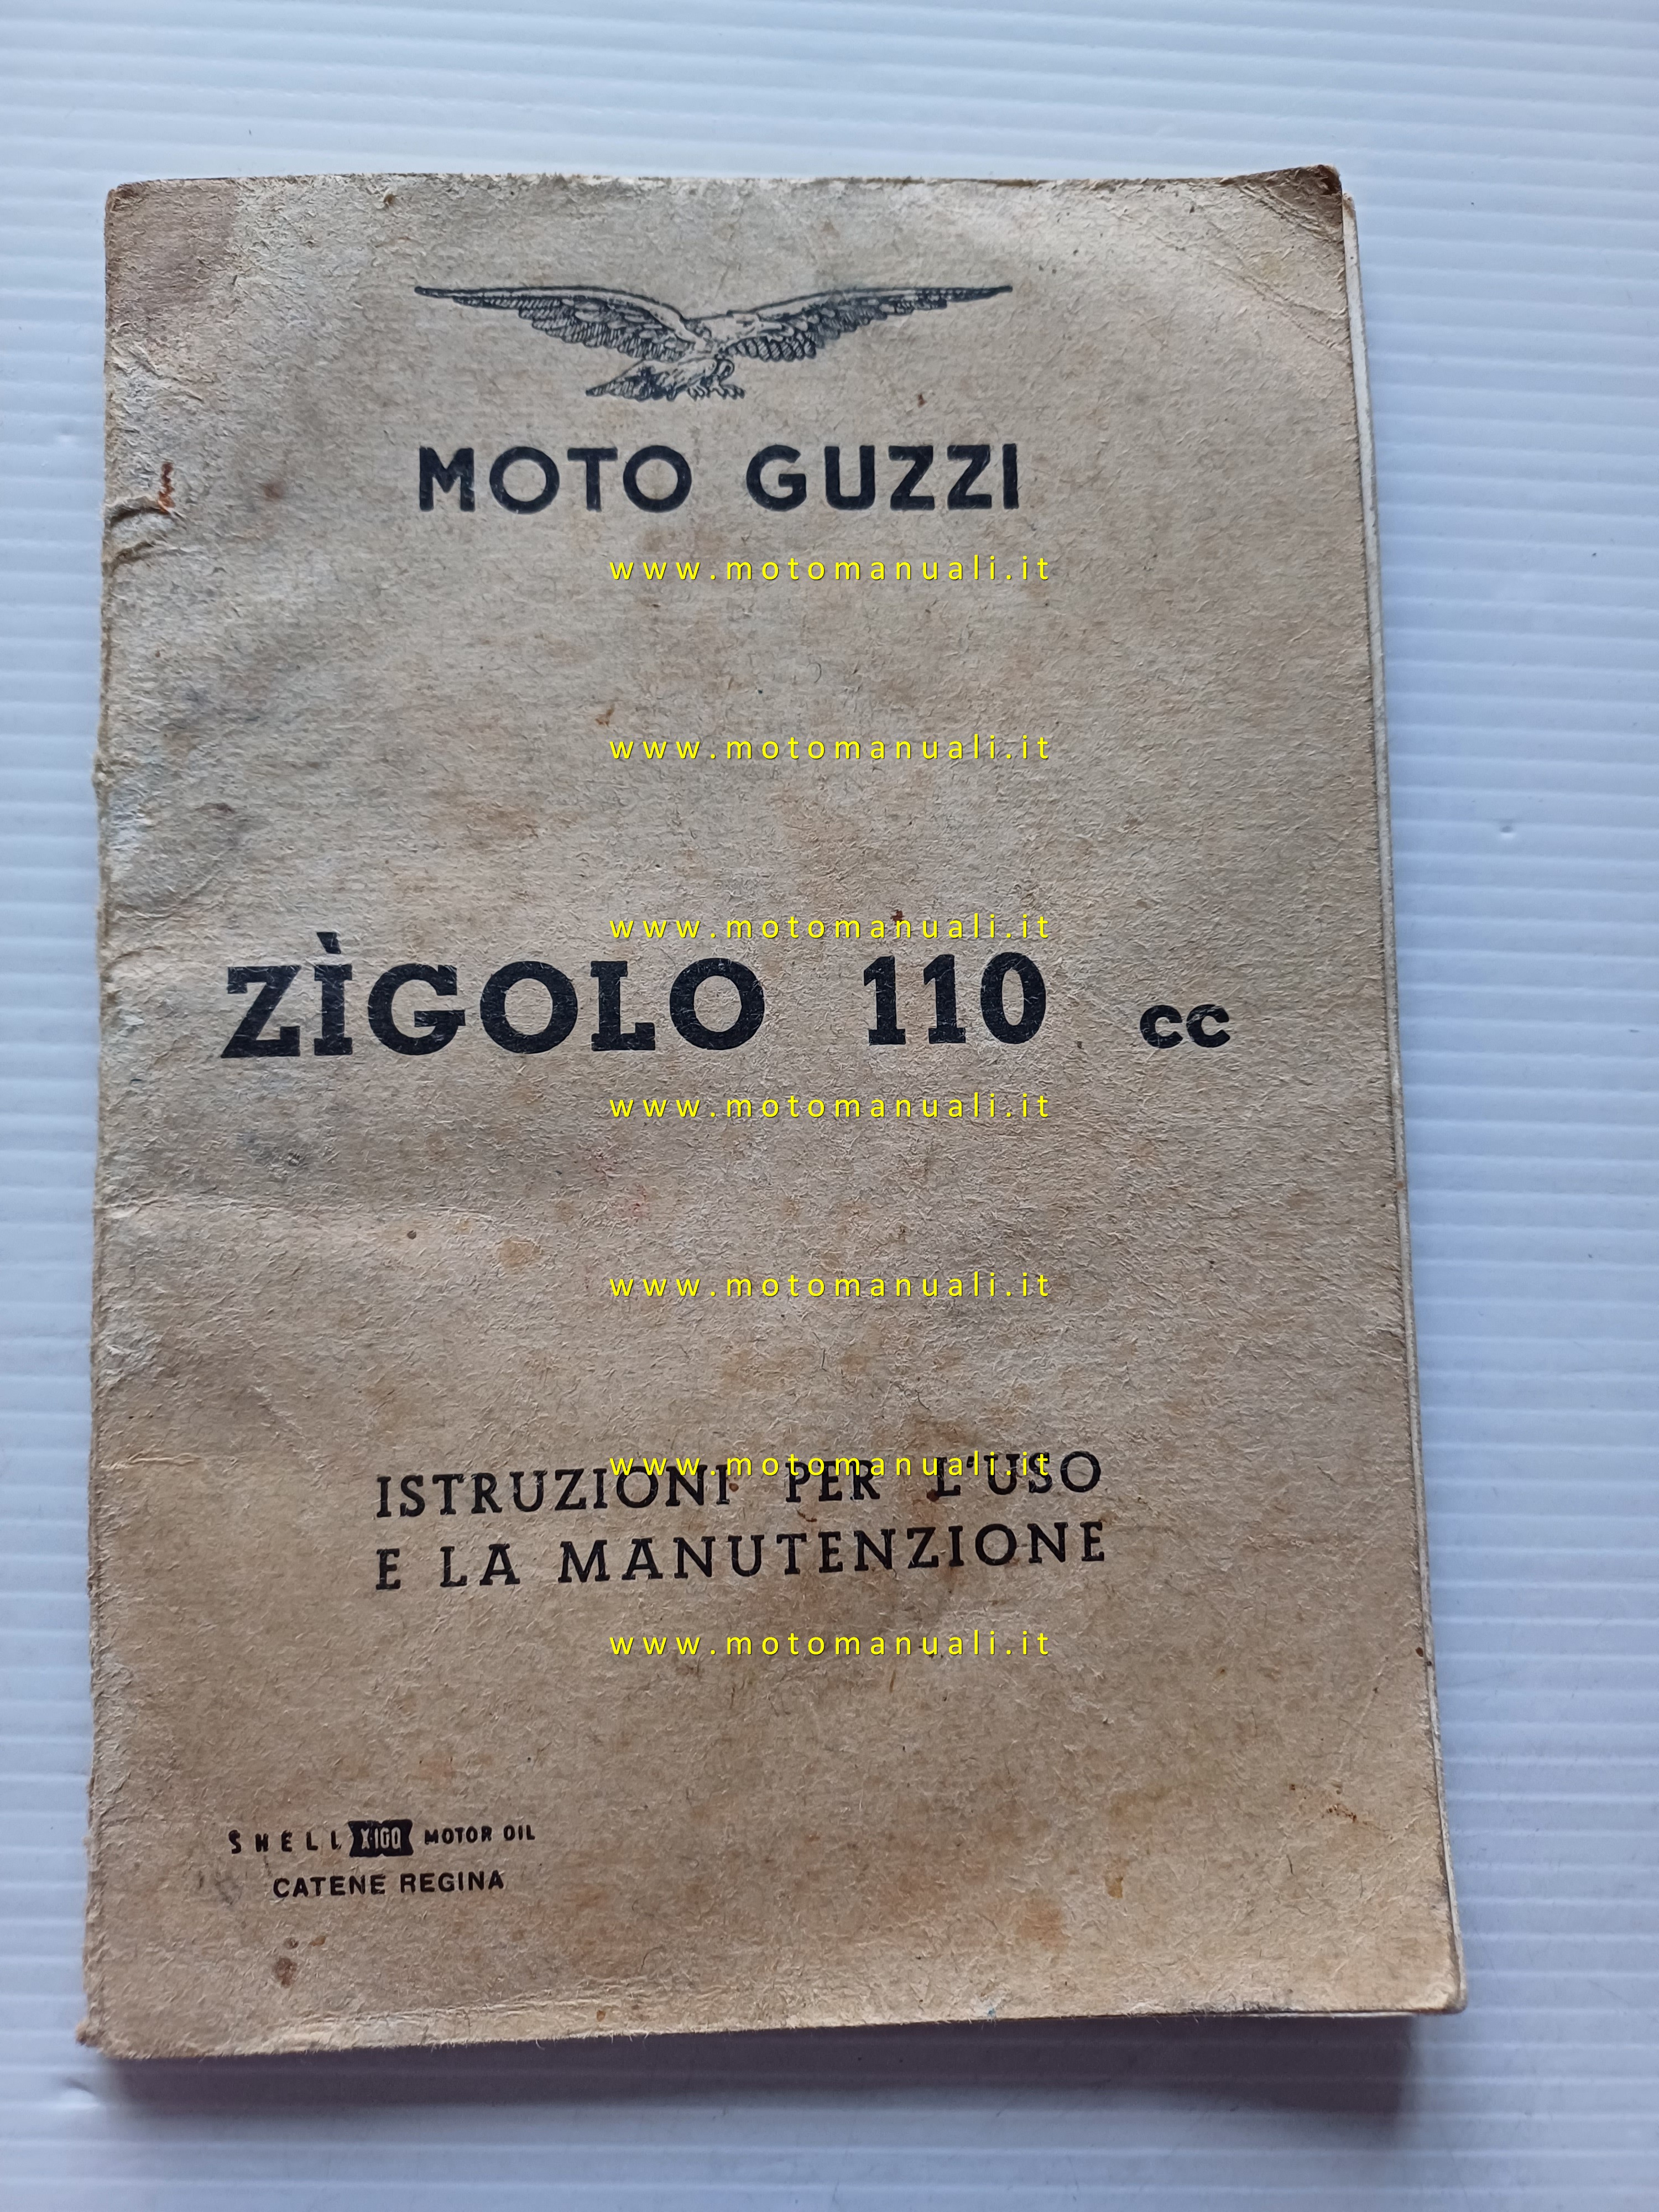 MOTO GUZZI
www.motomanuali.it
www.motomanuali.it
www.motomanuali.it
ZÌGOLO 110 cc
www.motomanuali.it
www.motomanuali.it
www.motomanuali.it
ISTRUZIONI PER L'USO
E LA MANUTENZIONE
www.motomanuali.it
SHELL X-100 MOTOR OIL
CATENE REGINA